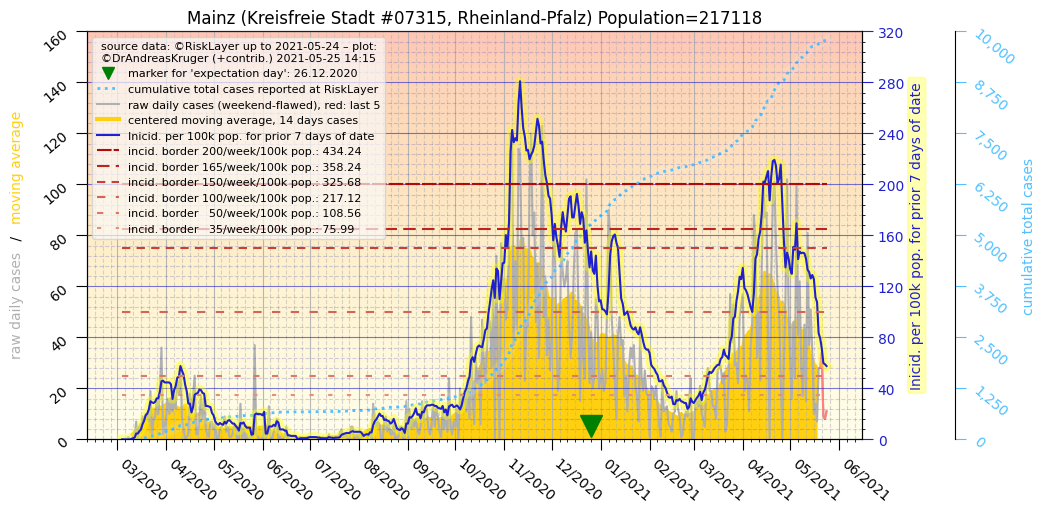 Mainz (Kreisfreie Stadt #07315, Rheinland-Pfalz) Population=217118
source data: ©RiskLayer up to 2021-05-24 – plot:
©DrAndreasKruger (+contrib.) 2021-05-25 14:15
marker for 'expectation day': 26.12.2020
cumulative total cases reported at RiskLayer
raw daily cases (weekend-flawed), red: last 5
centered moving average, 14 days cases
Inicid. per 100k pop. for prior 7 days of date
incid. border 200/week/100k pop.: 434.24
incid. border 165/week/100k pop.: 358.24
incid. border 150/week/100k pop.: 325.68
incid. border 100/week/100k pop.: 217.12
incid. border   50/week/100k pop.: 108.56
incid. border   35/week/100k pop.: 75.99
raw daily cases   /   moving average
160
140
120
100
80
60
40
20
0
320
280
240
200
160
120
80
40
0
Inicid. per 100k pop. for prior 7 days of date
10,000
8,750
7,500
6,250
5,000
3,750
2,500
1,250
0
cumulative total cases
03/2020
04/2020
05/2020
06/2020
07/2020
08/2020
09/2020
10/2020
11/2020
12/2020
01/2021
02/2021
03/2021
04/2021
05/2021
06/2021